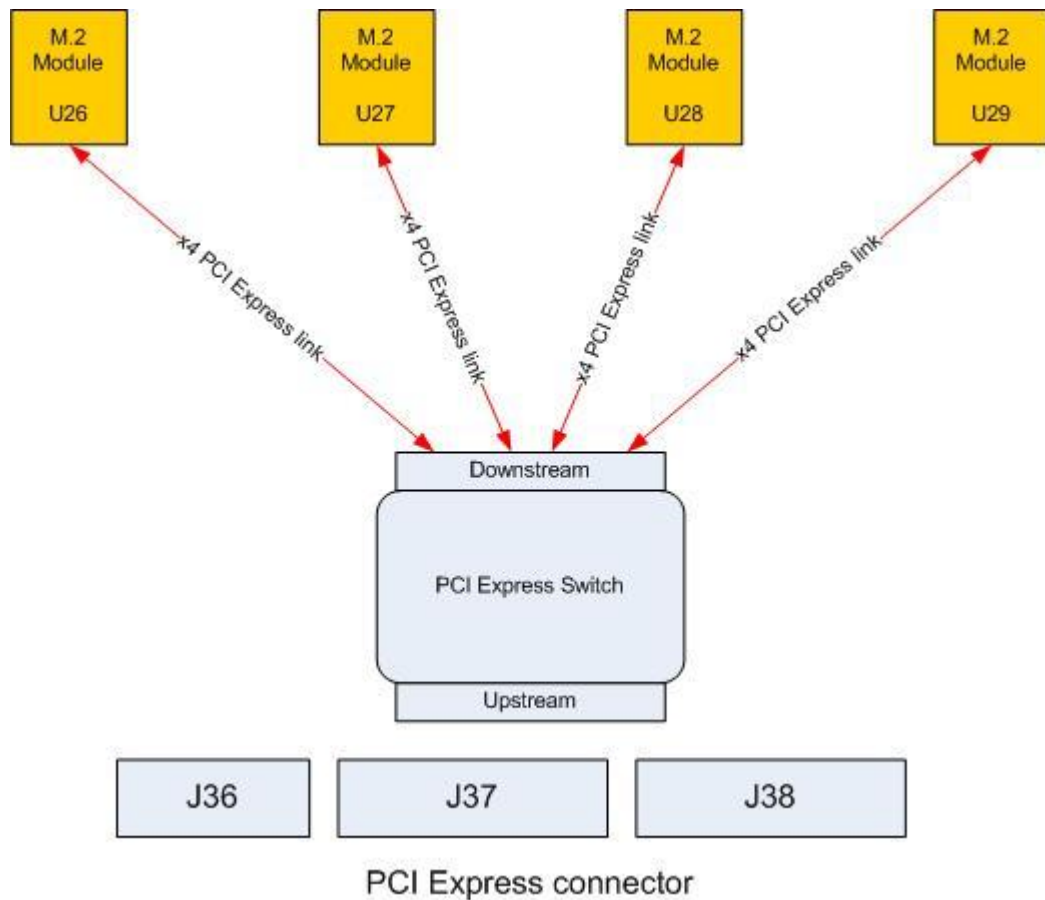 M.2
Module
U26
M.2
Module
U27
M.2
Module
U28
M.2
Module
U29
x4 PCI Express link
x4 PCI Express link
x4 PCI Express link
x4 PCI Express link
Downstream
PCI Express Switch
Upstream
J36
J37
J38
PCI Express connector